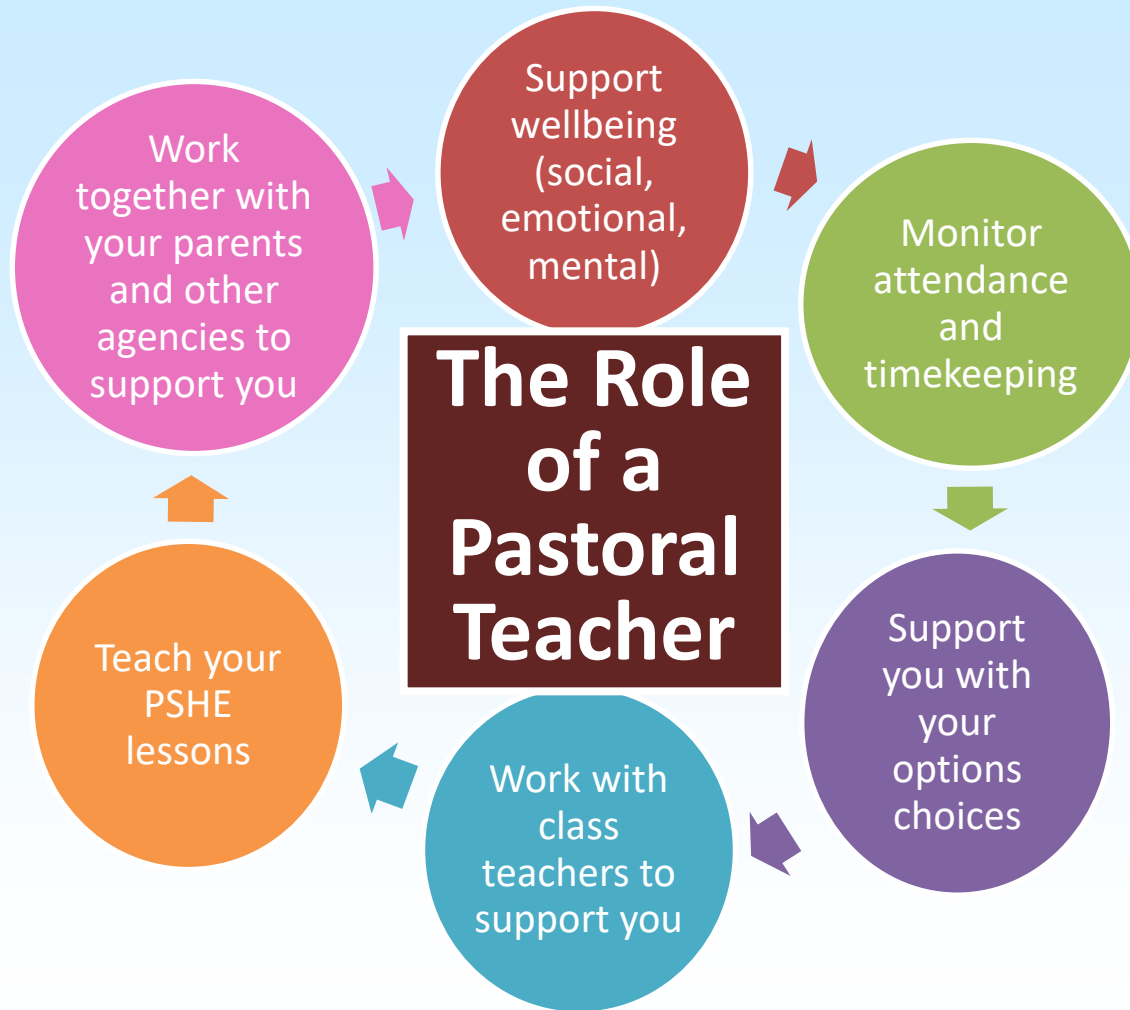 The Role
of a
Pastoral
Teacher
Support
wellbeing
(social,
emotional,
mental)
Monitor
attendance
and
timekeeping
Support
you with
your
options
choices
Work with
class
teachers to
support you
Teach your
PSHE
lessons
Work
together with
your parents
and other
agencies to
support you